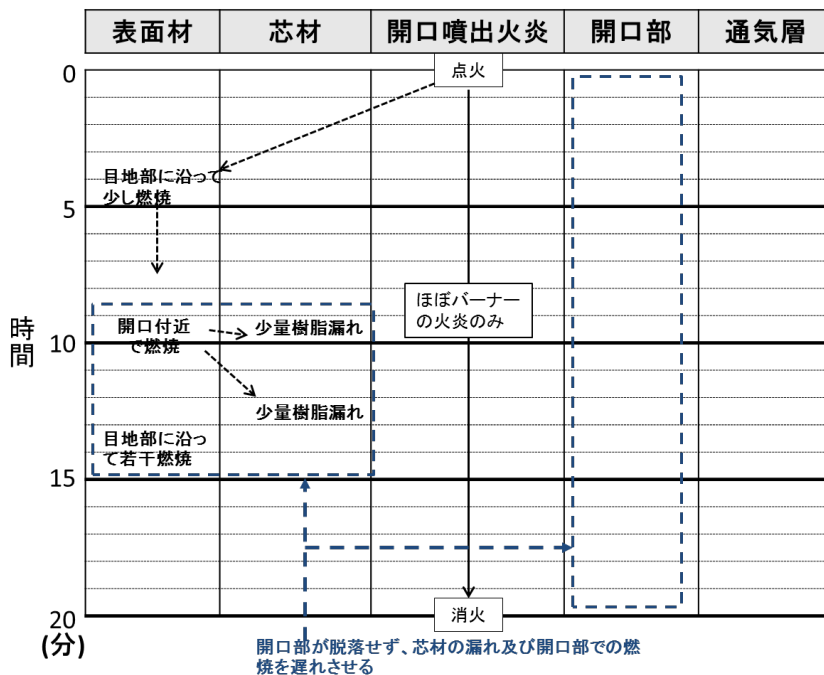 表面材 芯材 開口噴出火炎 開口部 通気層
0
点火
目地部に沿って
少し燃焼
5
ほぼバーナー
の火炎のみ
時間
開口付近
で燃焼
少量樹脂漏れ
10
少量樹脂漏れ
目地部に沿っ
て若干燃焼
15
消火
20
(分)
開口部が脱落せず、芯材の漏れ及び開口部での燃
焼を遅れさせる